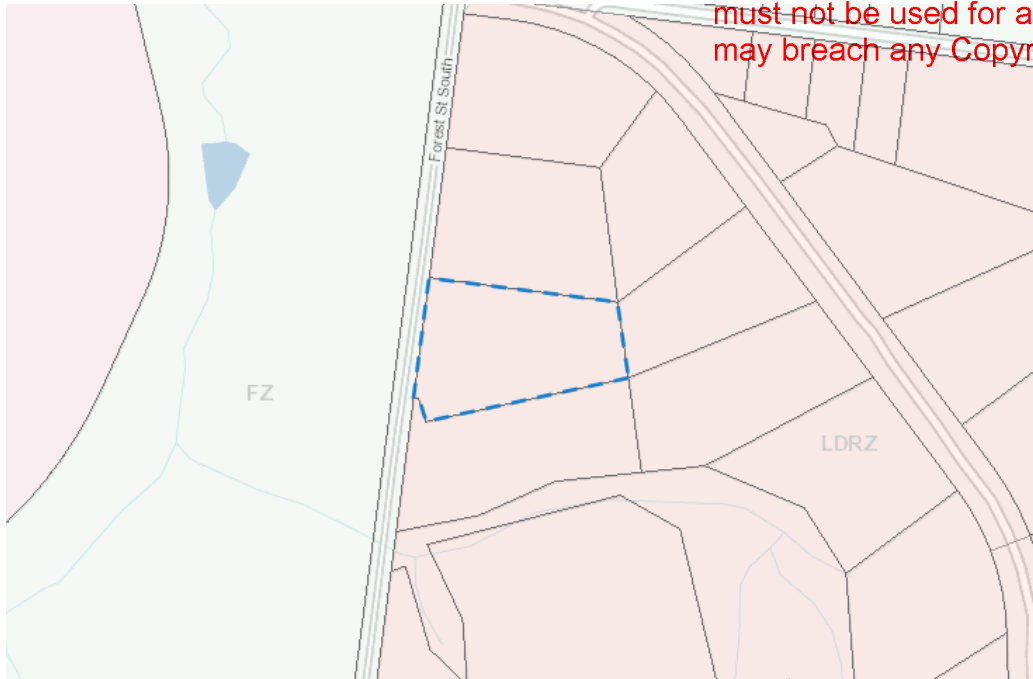 must not be used for a
may breach any Copyr
Forest St South
FZ
LDRZ